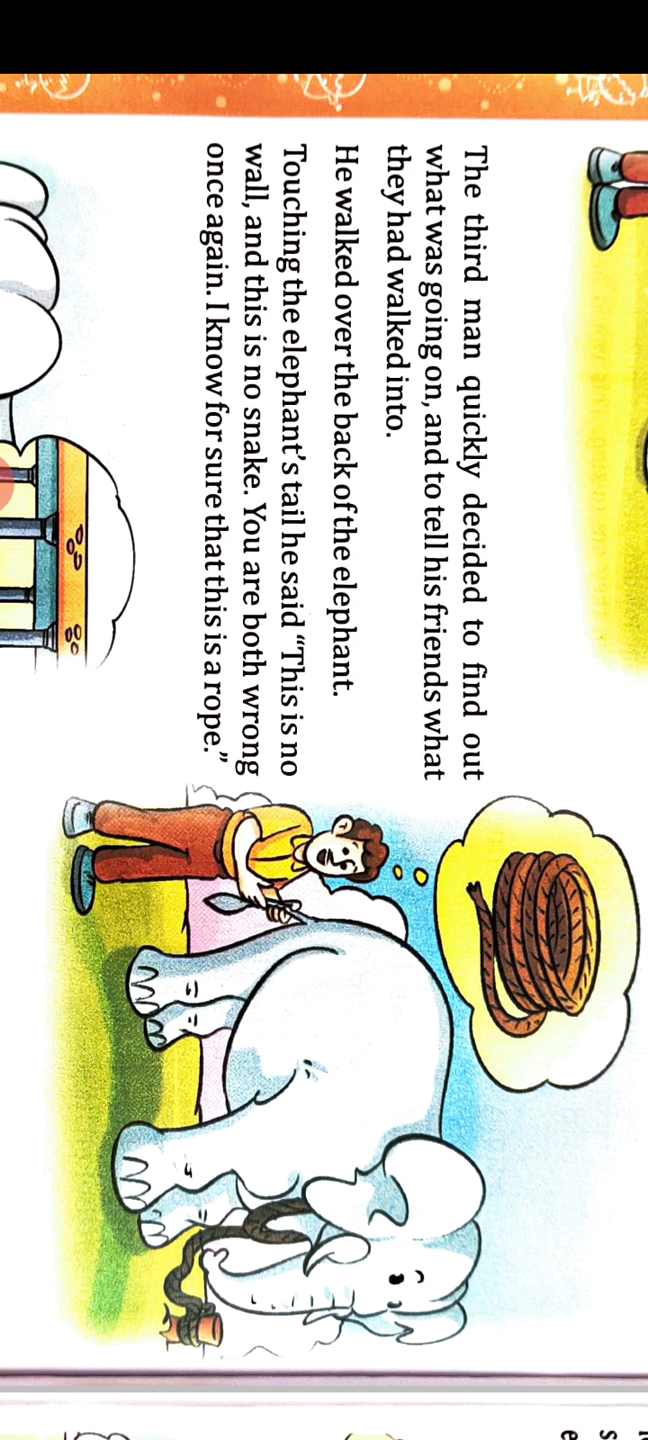 The third man quickly decided to find out
what was going on, and to tell his friends what
they had walked into.
He walked over the back of the elephant.
Touching the elephant's tail he said “This is no
wall, and this is no snake. You are both wrong
once again. I know for sure that this is a rope.”